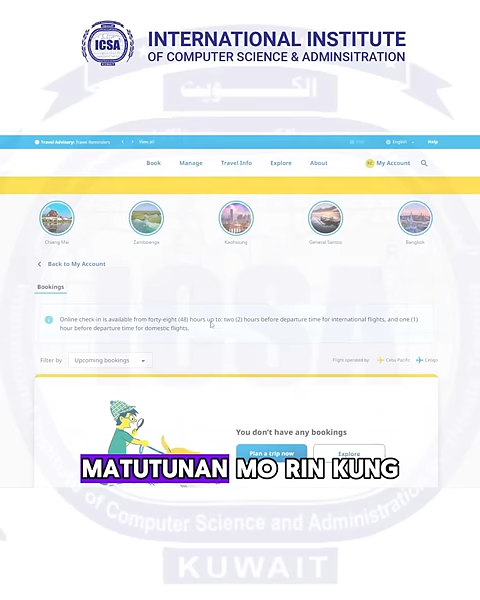 ICSA
KUWAIT
INTERNATIONAL INSTITUTE
OF COMPUTER SCIENCE & ADMINSITRATION
الكويت
Travel Advisory: Travel Reminders
View all
English
Help
Book Manage Travel Info Explore About My Account
Chiang Mai Zamboanga Kaohsiung General Santos Bangkok
Back to My Account
Bookings
Online check-in is available from forty-eight (48) hours up to: two (2) hours before departure time for international flights, and one (1)
hour before departure time for domestic flights.
Filter by Upcoming bookings Flight operated by: Cebu Pacific Cebgo
You don't have any bookings
Plan a trip now Explore
MATUTUNAN MO RIN KUNG
of Computer Science and Administration
KUWAIT